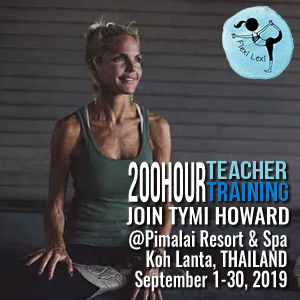 Flexi Lexi
200HOUR TEACHER TRAINING
JOIN TYMI HOWARD
@Pimalai Resort & Spa
Koh Lanta, THAILAND
September 1-30, 2019